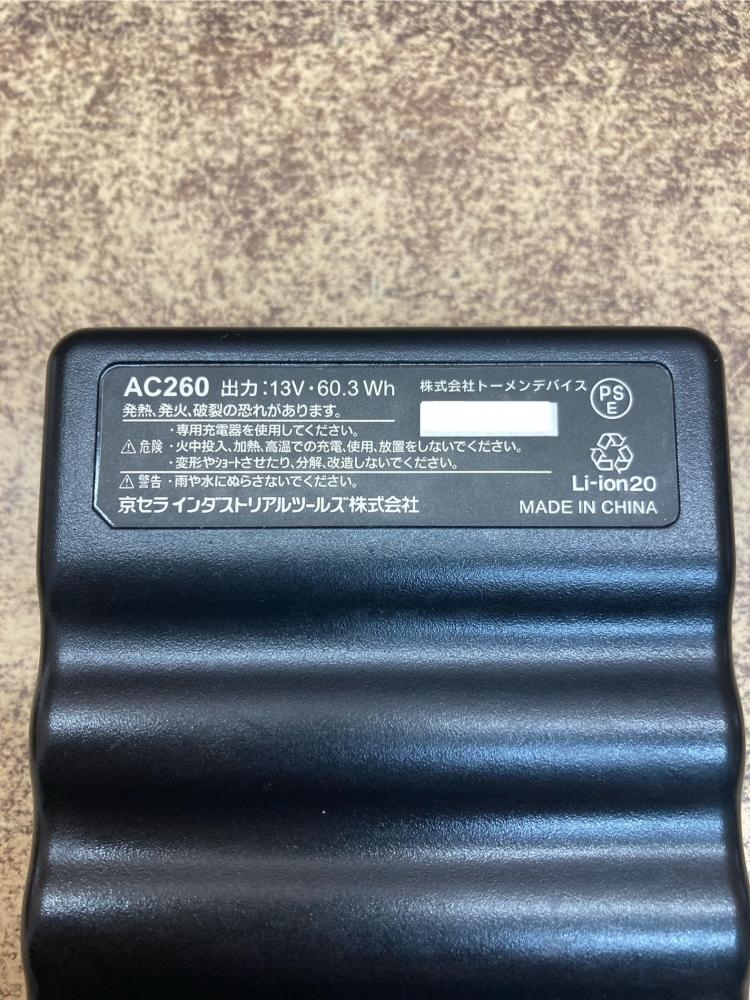 AC260 出力:13V・60.3 Wh
株式会社トーメンデバイス
PS
E
発熱、発火、破裂の恐れがあります。
・専用充電器を使用してください。
⚠危険・火中投入、加熱、高温での充電、使用、放置をしないでください。
・変形やショートさせたり、分解、改造しないでください。
⚠警告・雨や水にぬらさないでください。
Li-ion20
京セラ インダストリアルツールズ株式会社
MADE IN CHINA